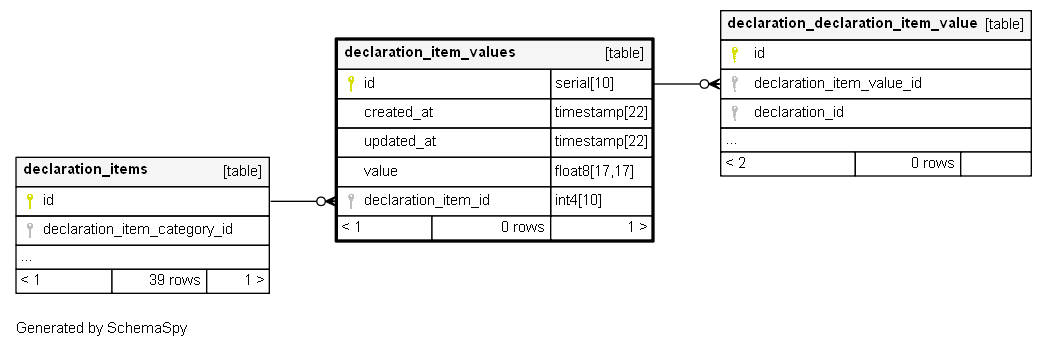 declaration_declaration_item_value [table]
id
declaration_item_value_id
declaration_id
...
< 2 0 rows
declaration_item_values [table]
id serial[10]
created_at timestamp[22]
updated_at timestamp[22]
value float8[17,17]
declaration_item_id int4[10]
< 1 0 rows 1 >
declaration_items [table]
id
declaration_item_category_id
...
< 1 39 rows 1 >
Generated by SchemaSpy